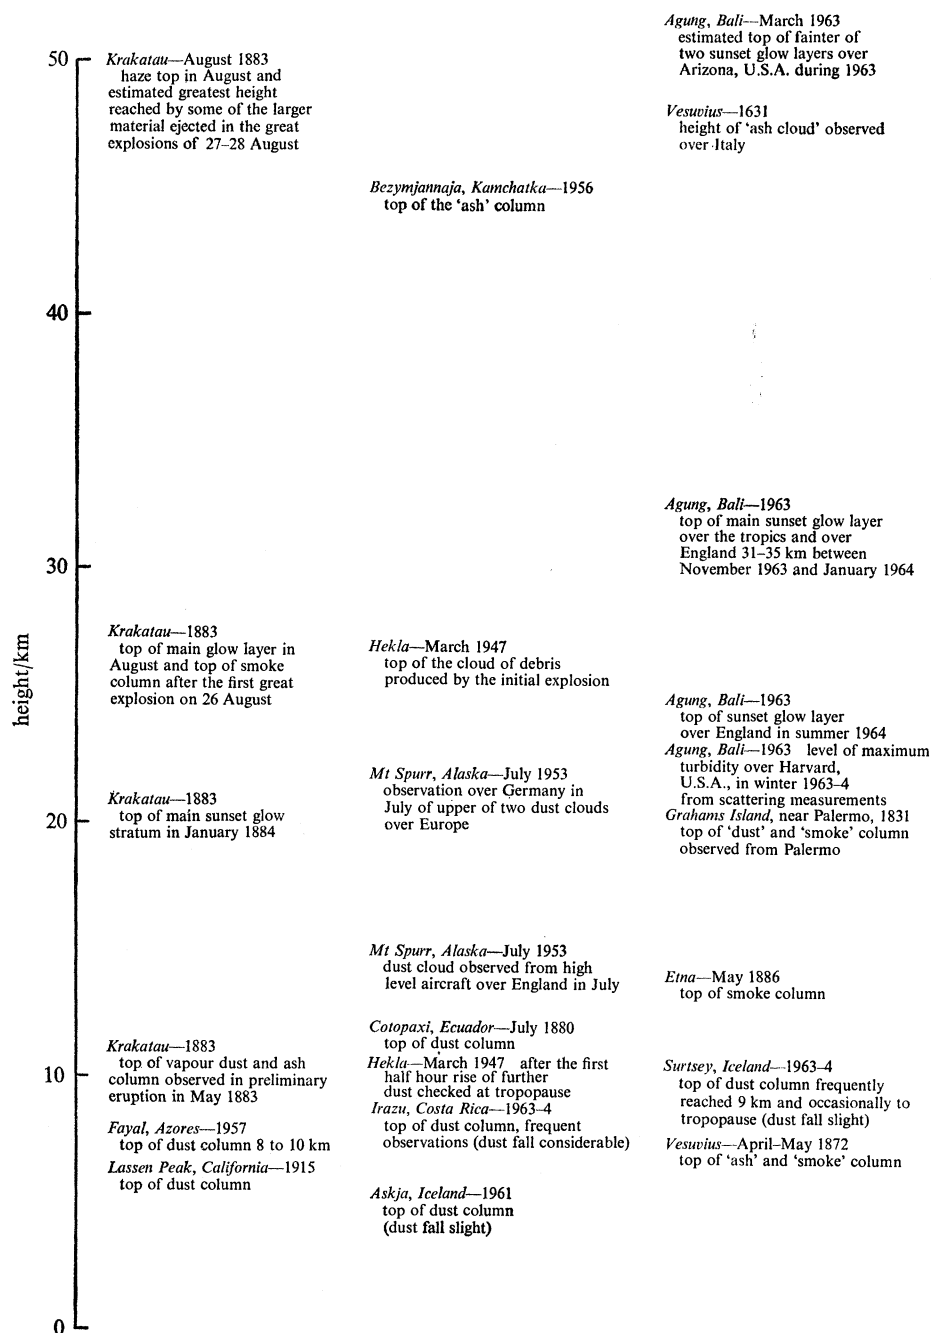 50
40
30
20
10
0
height/km
Krakatau—August 1883
haze top in August and
estimated greatest height
reached by some of the larger
material ejected in the great
explosions of 27–28 August
Krakatau—1883
top of main glow layer in
August and top of smoke
column after the first great
explosion on 26 August
Krakatau—1883
top of main sunset glow
stratum in January 1884
Krakatau—1883
top of vapour dust and ash
column observed in preliminary
eruption in May 1883
Fayal, Azores—1957
top of dust column 8 to 10 km
Lassen Peak, California—1915
top of dust column
Bezymjannaja, Kamchatka—1956
top of the ‘ash’ column
Hekla—March 1947
top of the cloud of debris
produced by the initial explosion
Mt Spurr, Alaska—July 1953
observation over Germany in
July of upper of two dust clouds
over Europe
Mt Spurr, Alaska—July 1953
dust cloud observed from high
level aircraft over England in July
Cotopaxi, Ecuador—July 1880
top of dust column
Hekla—March 1947 after the first
half hour rise of further
dust checked at tropopause
Irazu, Costa Rica—1963–4
top of dust column, frequent
observations (dust fall considerable)
Askja, Iceland—1961
top of dust column
(dust fall slight)
Agung, Bali—March 1963
estimated top of fainter of
two sunset glow layers over
Arizona, U.S.A. during 1963
Vesuvius—1631
height of ‘ash cloud’ observed
over Italy
Agung, Bali—1963
top of main sunset glow layer
over the tropics and over
England 31–35 km between
November 1963 and January 1964
Agung, Bali—1963
top of sunset glow layer
over England in summer 1964
Agung, Bali—1963 level of maximum
turbidity over Harvard,
U.S.A., in winter 1963–4
from scattering measurements
Grahams Island, near Palermo, 1831
top of ‘dust’ and ‘smoke’ column
observed from Palermo
Etna—May 1886
top of smoke column
Surtsey, Iceland—1963–4
top of dust column frequently
reached 9 km and occasionally to
tropopause (dust fall slight)
Vesuvius—April–May 1872
top of ‘ash’ and ‘smoke’ column